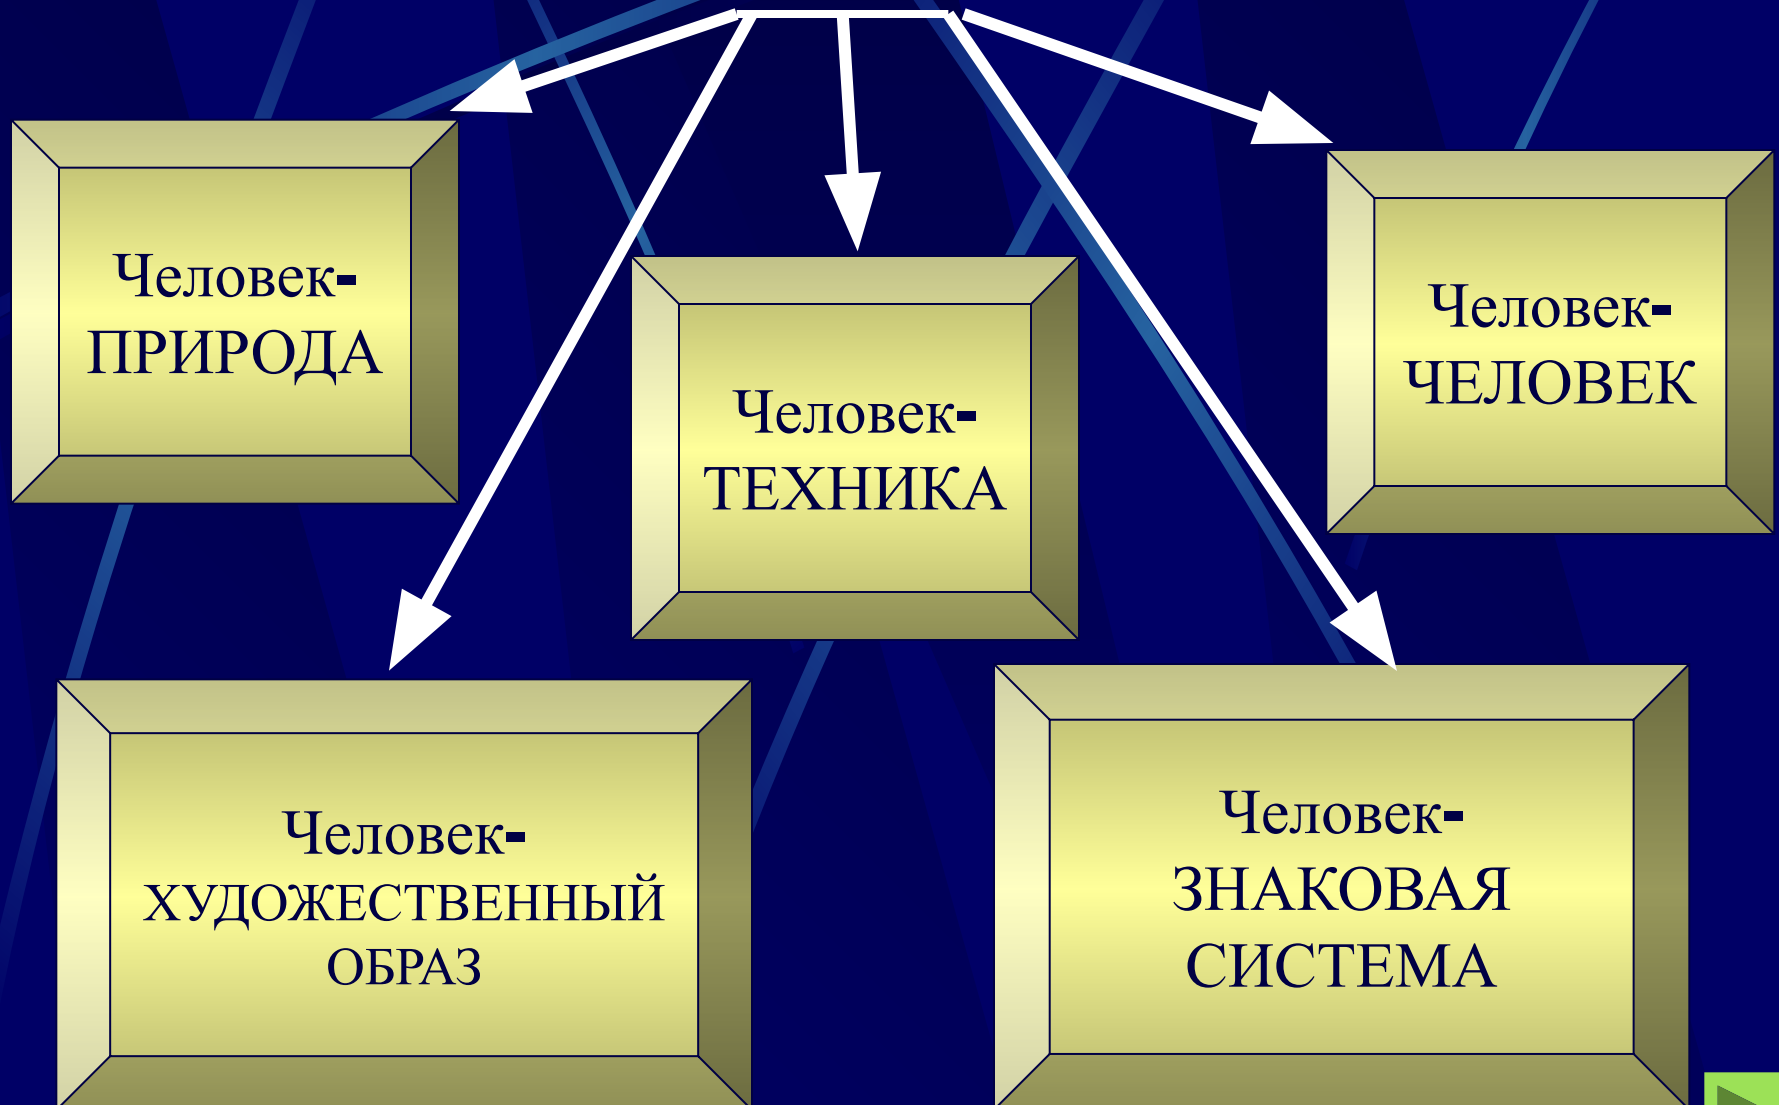 Человек-
ПРИРОДА
Человек-
ТЕХНИКА
Человек-
ЧЕЛОВЕК
Человек-
ХУДОЖЕСТВЕННЫЙ
ОБРАЗ
Человек-
ЗНАКОВАЯ
СИСТЕМА